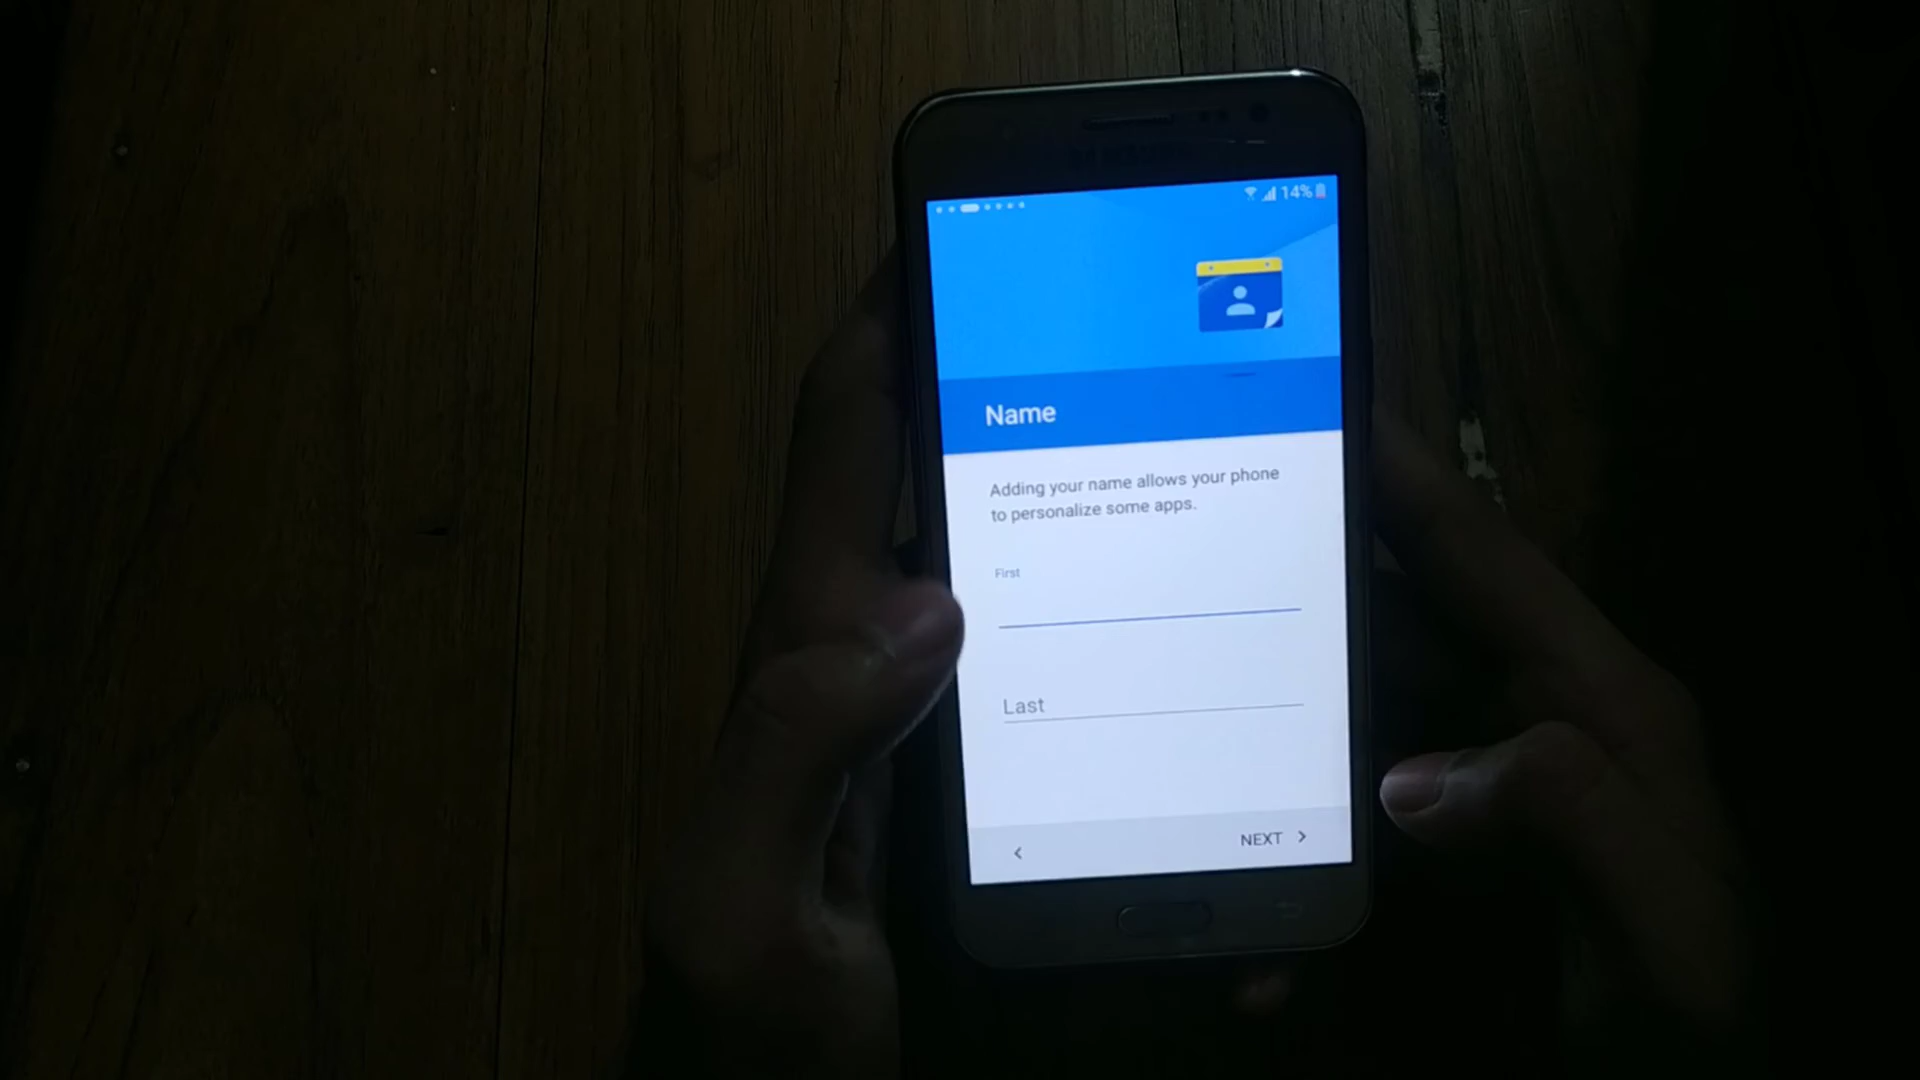 14%
Name
Adding your name allows your phone
to personalize some apps.
First
Last
NEXT